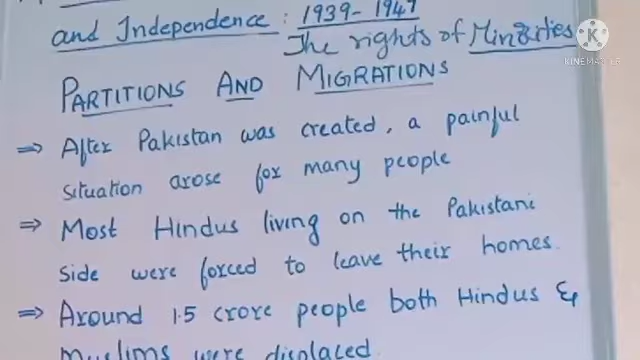 and Independence : 1939 - 1947
The rights of Minorities
KINEMASTER
PARTITIONS AND MIGRATIONS
⇒ After Pakistan was created, a painful
situation arose for many people
⇒ Most Hindus living on the Pakistani
side were forced to leave their homes.
⇒ Around 1.5 crore people both Hindus &
Muslims were displaced.